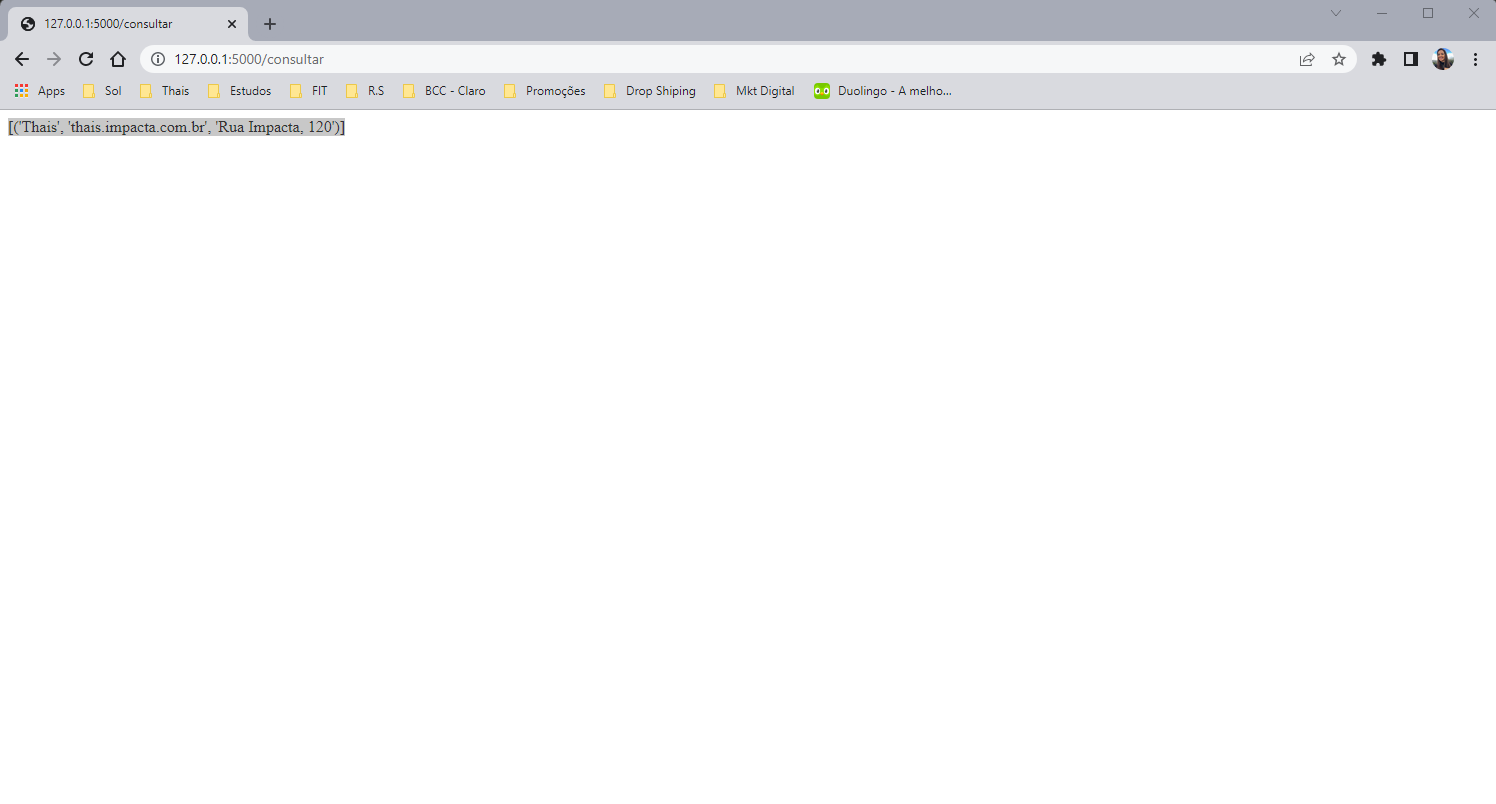 127.0.0.1:5000/consultar
127.0.0.1:5000/consultar
Apps Sol Thais Estudos FIT R.S BCC - Claro Promoções Drop Shiping Mkt Digital Duolingo - A melho...
[('Thais', 'thais.impacta.com.br', 'Rua Impacta, 120')]